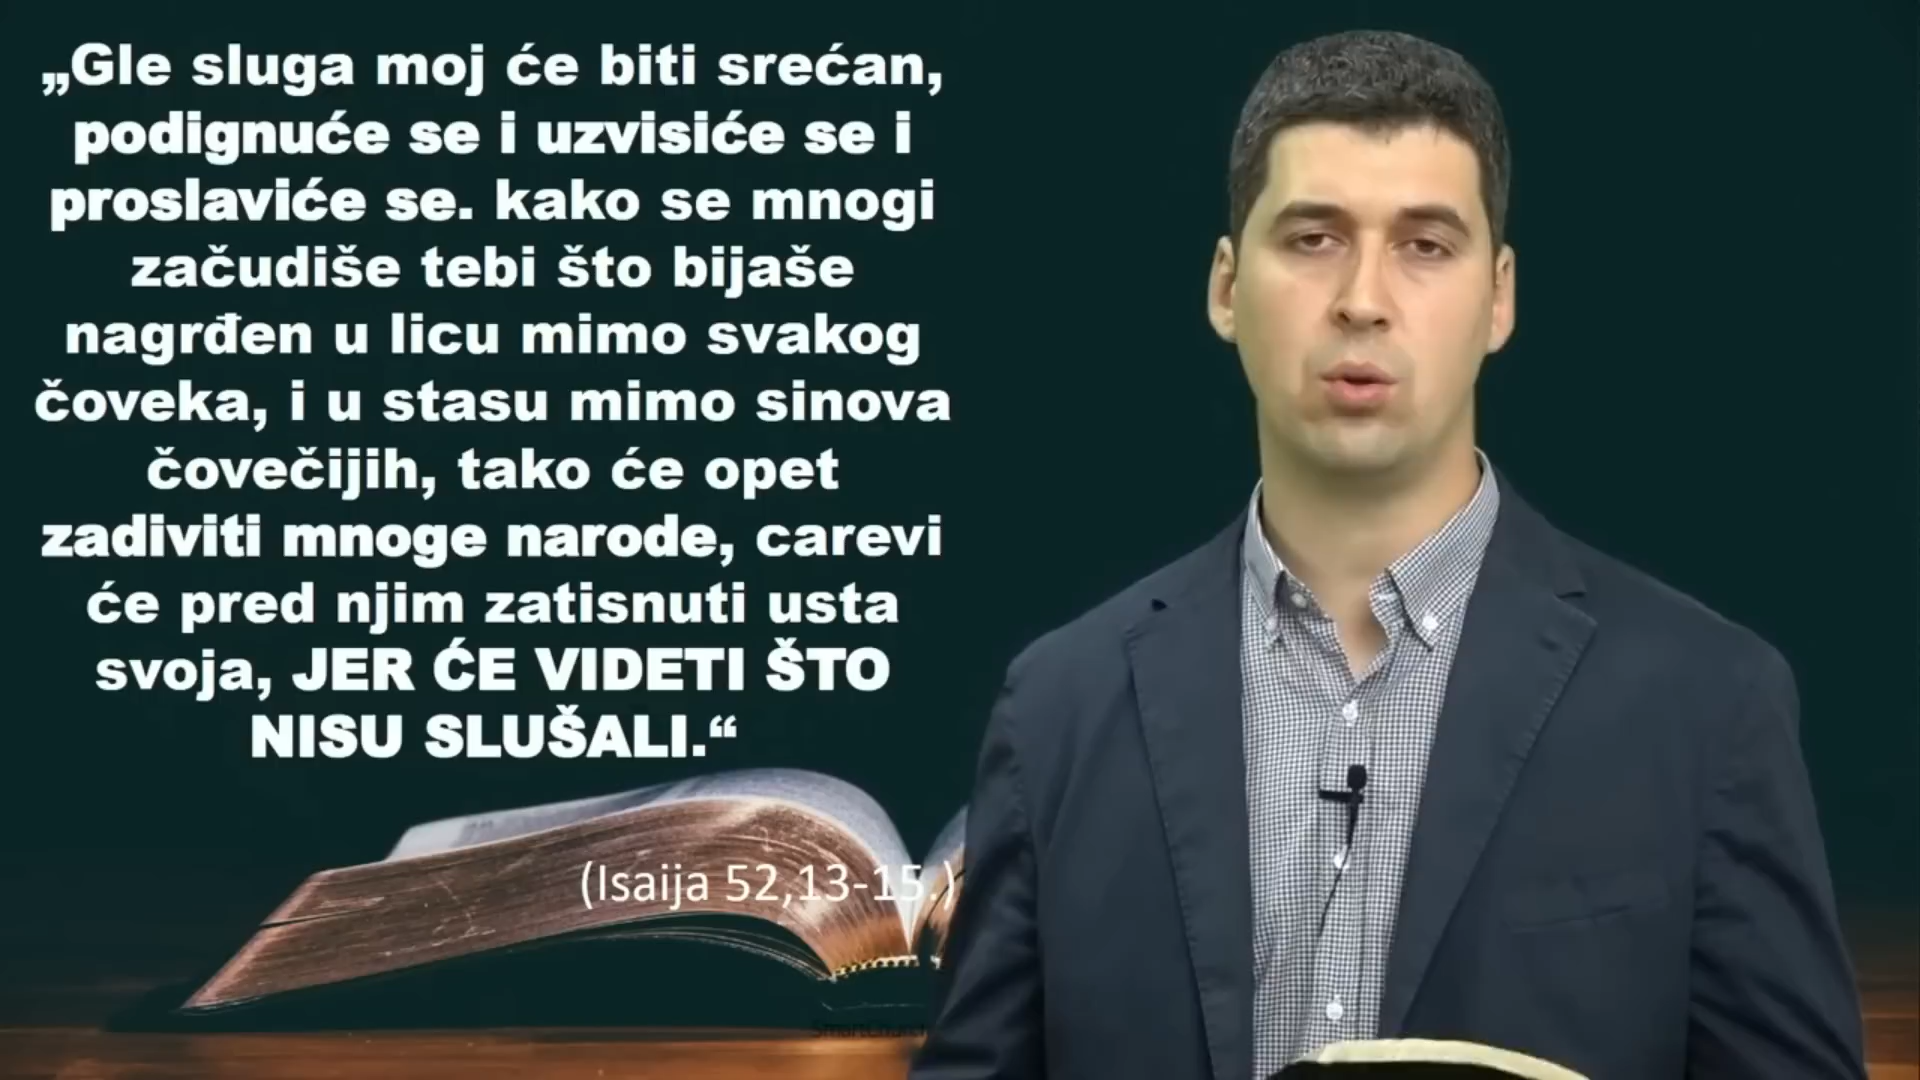 „Gle sluga moj će biti srećan,
podignuće se i uzvisiće se i
proslaviće se. kako se mnogi
začudiše tebi što bijaše
nagrđen u licu mimo svakog
čoveka, i u stasu mimo sinova
čovečijih, tako će opet
zadiviti mnoge narode, carevi
će pred njim zatisnuti usta
svoja, JER ĆE VIDETI ŠTO
NISU SLUŠALI.“
(Isaija 52,13-15.)
SmartChurch